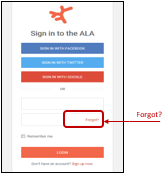 Sign in to the ALA
SIGN IN WITH FACEBOOK
SIGN IN WITH TWITTER
SIGN IN WITH GOOGLE
OR
Forgot?
Forgot?
Remember me
LOGIN
Don't have an account? Sign up now